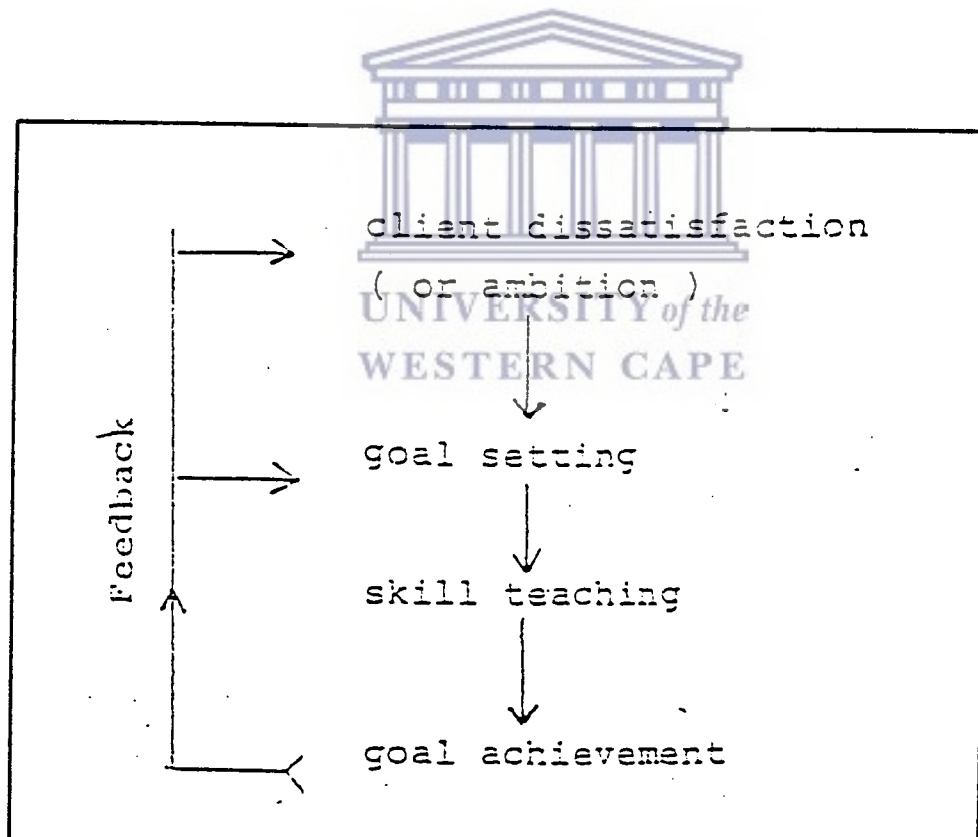 client dissatisfaction
( or ambition )
UNIVERSITY of the
WESTERN CAPE
goal setting
Feedback
skill teaching
goal achievement